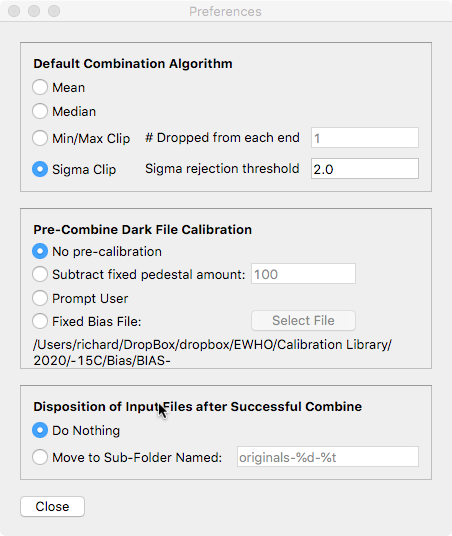 Preferences
Default Combination Algorithm
Mean
Median
Min/Max Clip # Dropped from each end 1
Sigma Clip Sigma rejection threshold 2.0
Pre-Combine Dark File Calibration
No pre-calibration
Subtract fixed pedestal amount: 100
Prompt User
Fixed Bias File: Select File
/Users/richard/DropBox/dropbox/EWHO/Calibration Library/
2020/-15C/Bias/BIAS-
Disposition of Input Files after Successful Combine
Do Nothing
Move to Sub-Folder Named: originals-%d-%t
Close